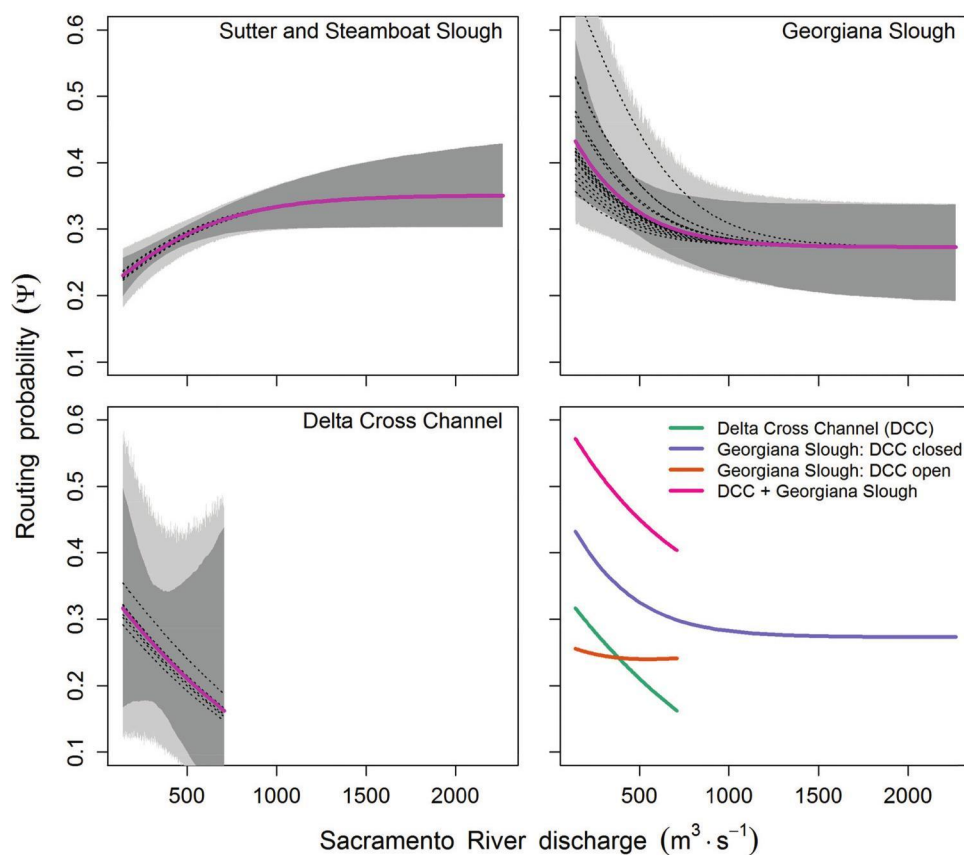 Sutter and Steamboat Slough
Georgiana Slough
0.6
0.5
0.4
0.3
0.2
0.1
Delta Cross Channel
Delta Cross Channel (DCC)
Georgiana Slough: DCC closed
Georgiana Slough: DCC open
DCC + Georgiana Slough
0.6
0.5
0.4
0.3
0.2
0.1
Routing probability (Ψ)
500 1000 1500 2000
500 1000 1500 2000
Sacramento River discharge (m³·s⁻¹)